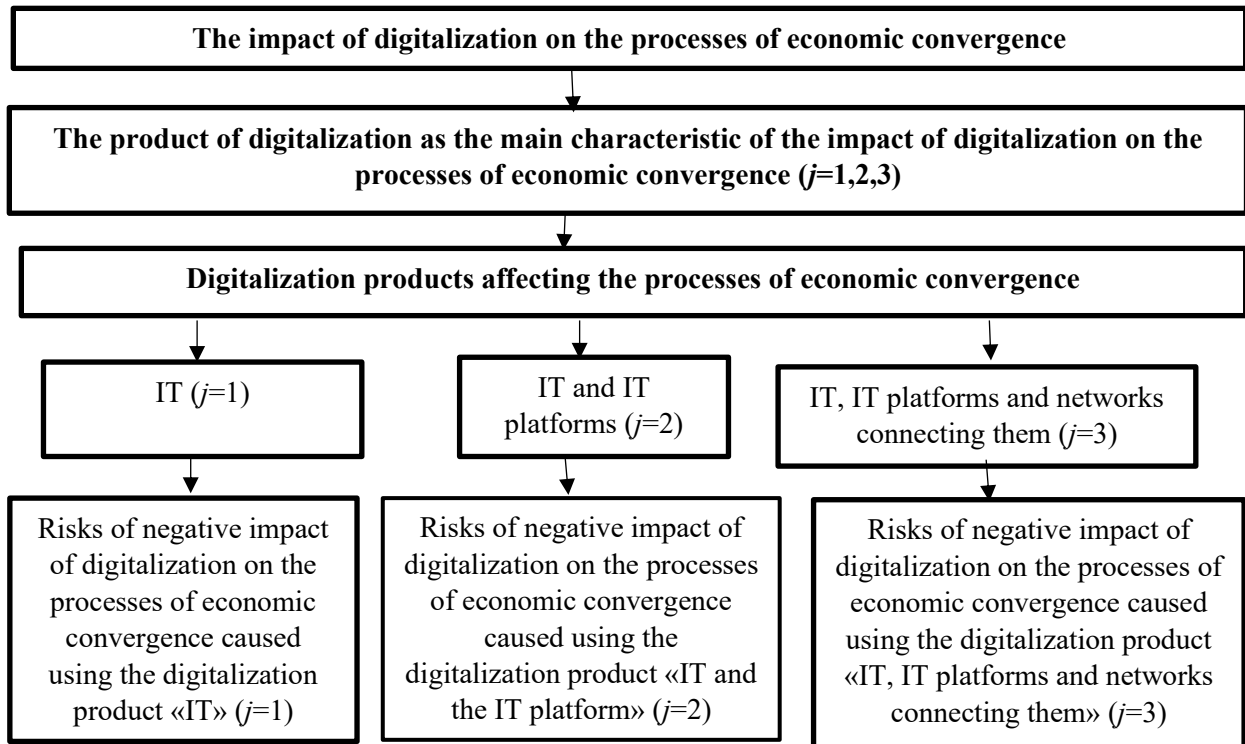 The impact of digitalization on the processes of economic convergence
The product of digitalization as the main characteristic of the impact of digitalization on the
processes of economic convergence (j=1,2,3)
Digitalization products affecting the processes of economic convergence
IT (j=1)
IT and IT
platforms (j=2)
IT, IT platforms and networks
connecting them (j=3)
Risks of negative impact
of digitalization on the
processes of economic
convergence caused
using the digitalization
product «IT» (j=1)
Risks of negative impact of
digitalization on the processes
of economic convergence
caused using the
digitalization product «IT and
the IT platform» (j=2)
Risks of negative impact of
digitalization on the processes of
economic convergence caused
using the digitalization product
«IT, IT platforms and networks
connecting them» (j=3)